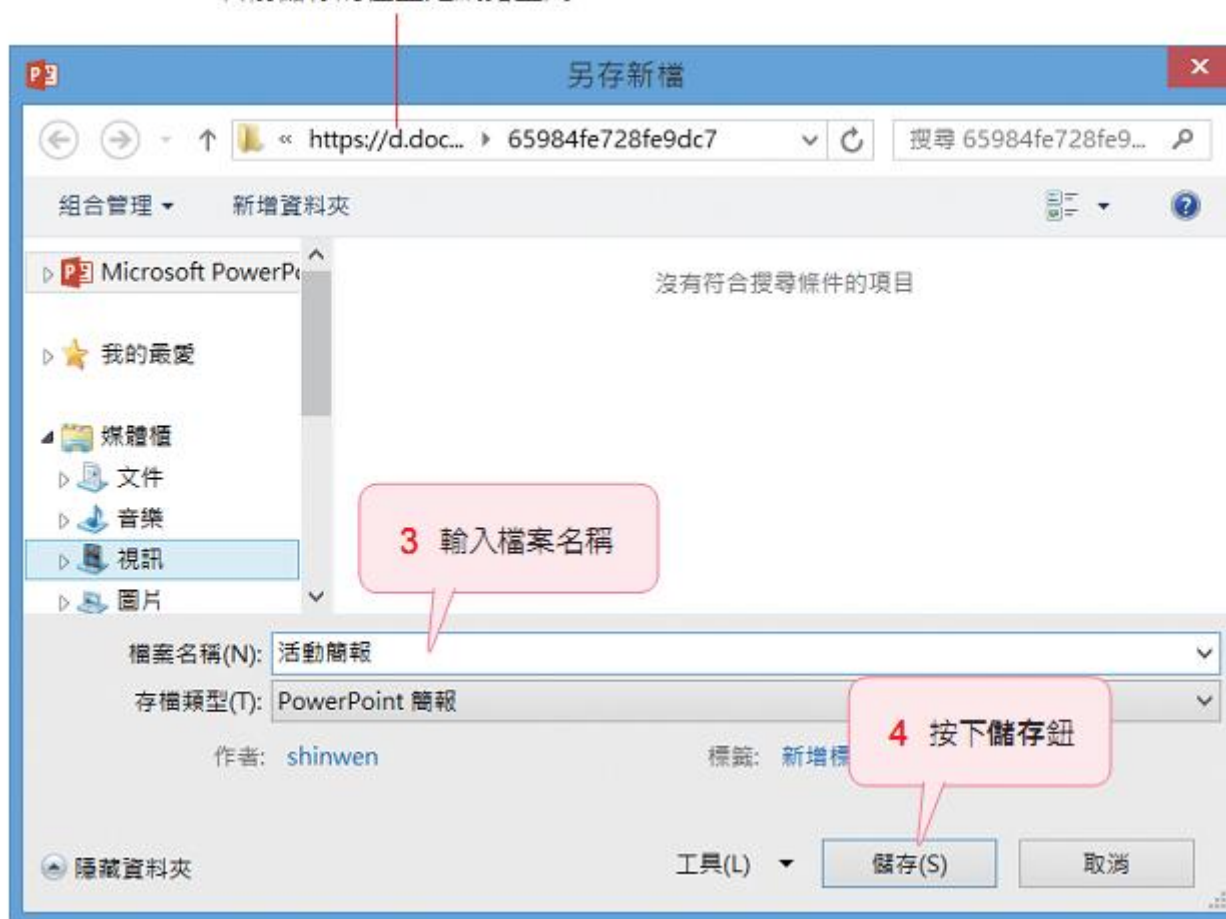 另存新檔
« https://d.doc... ▸ 65984fe728fe9dc7
搜尋 65984fe728fe9...
組合管理 新增資料夾
Microsoft PowerPo
沒有符合搜尋條件的項目
我的最愛
媒體櫃
文件
音樂
視訊
圖片
3 輸入檔案名稱
檔案名稱(N): 活動簡報
存檔類型(T): PowerPoint 簡報
作者: shinwen
標籤: 新增標
4 按下儲存鈕
隱藏資料夾
工具(L)
儲存(S)
取消